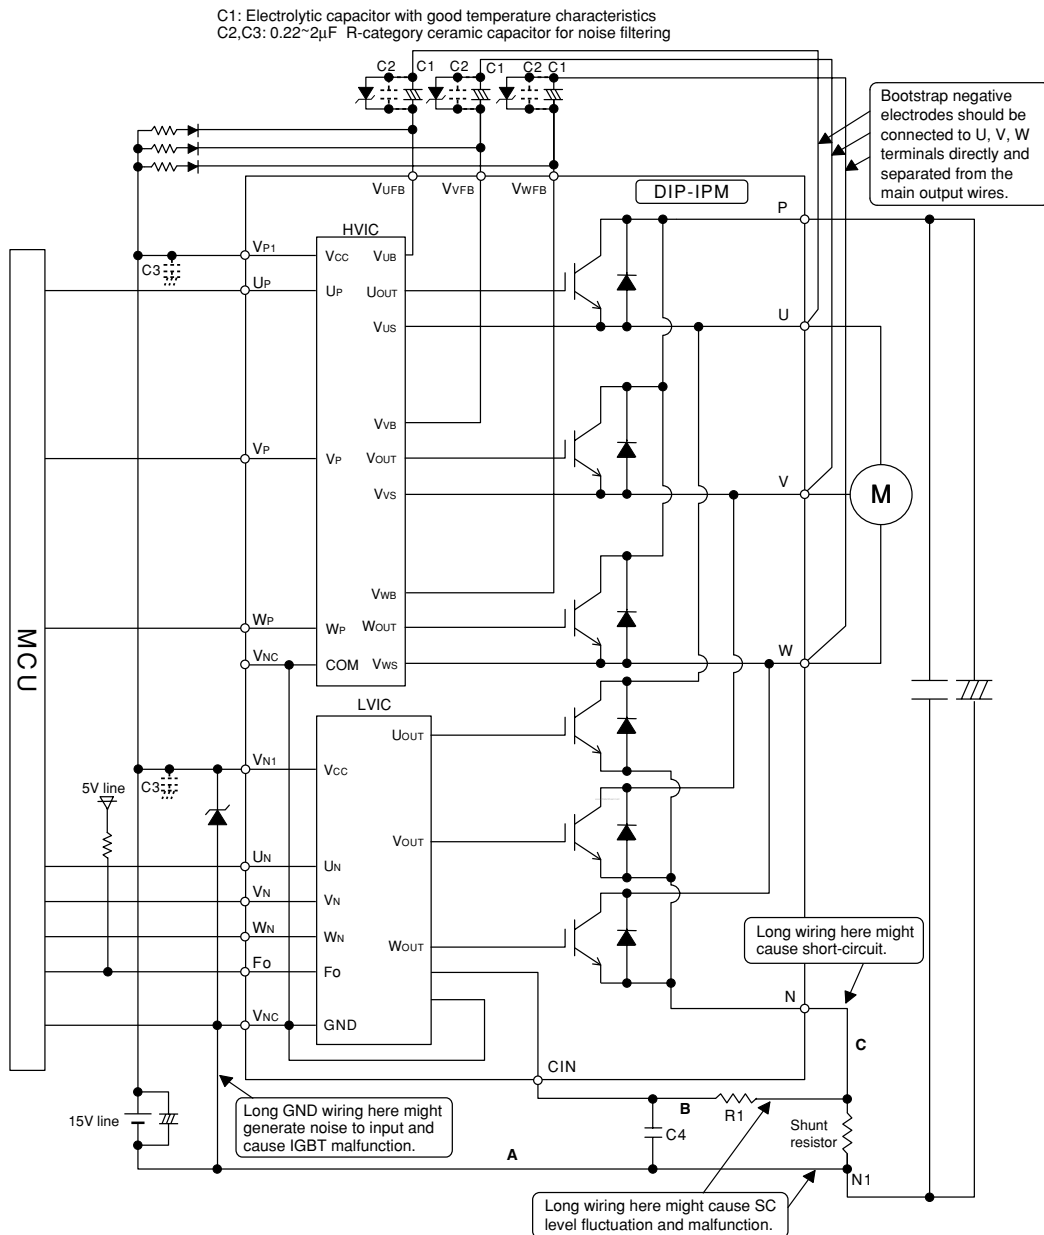 C1: Electrolytic capacitor with good temperature characteristics
C2,C3: 0.22~2μF R-category ceramic capacitor for noise filtering
C2 C1 C2 C1 C2 C1
Bootstrap negative
electrodes should be
connected to U, V, W
terminals directly and
separated from the
main output wires.
VUFB VVFB VWFB
DIP-IPM
P
HVIC
VP1
VCC
VUB
C3
UP
UP
UOUT
U
VUS
VVB
VP
VP
VOUT
V
VVS
M
VWB
WP
WP
WOUT
VNC
COM
VWS
W
MCU
LVIC
UOUT
VN1
VCC
C3
5V line
VOUT
UN
UN
VN
VN
WN
WN
WOUT
Long wiring here might
cause short-circuit.
Fo
Fo
N
VNC
GND
C
CIN
15V line
Long GND wiring here might
generate noise to input and
cause IGBT malfunction.
B
R1
C4
Shunt
resistor
A
N1
Long wiring here might cause SC
level fluctuation and malfunction.